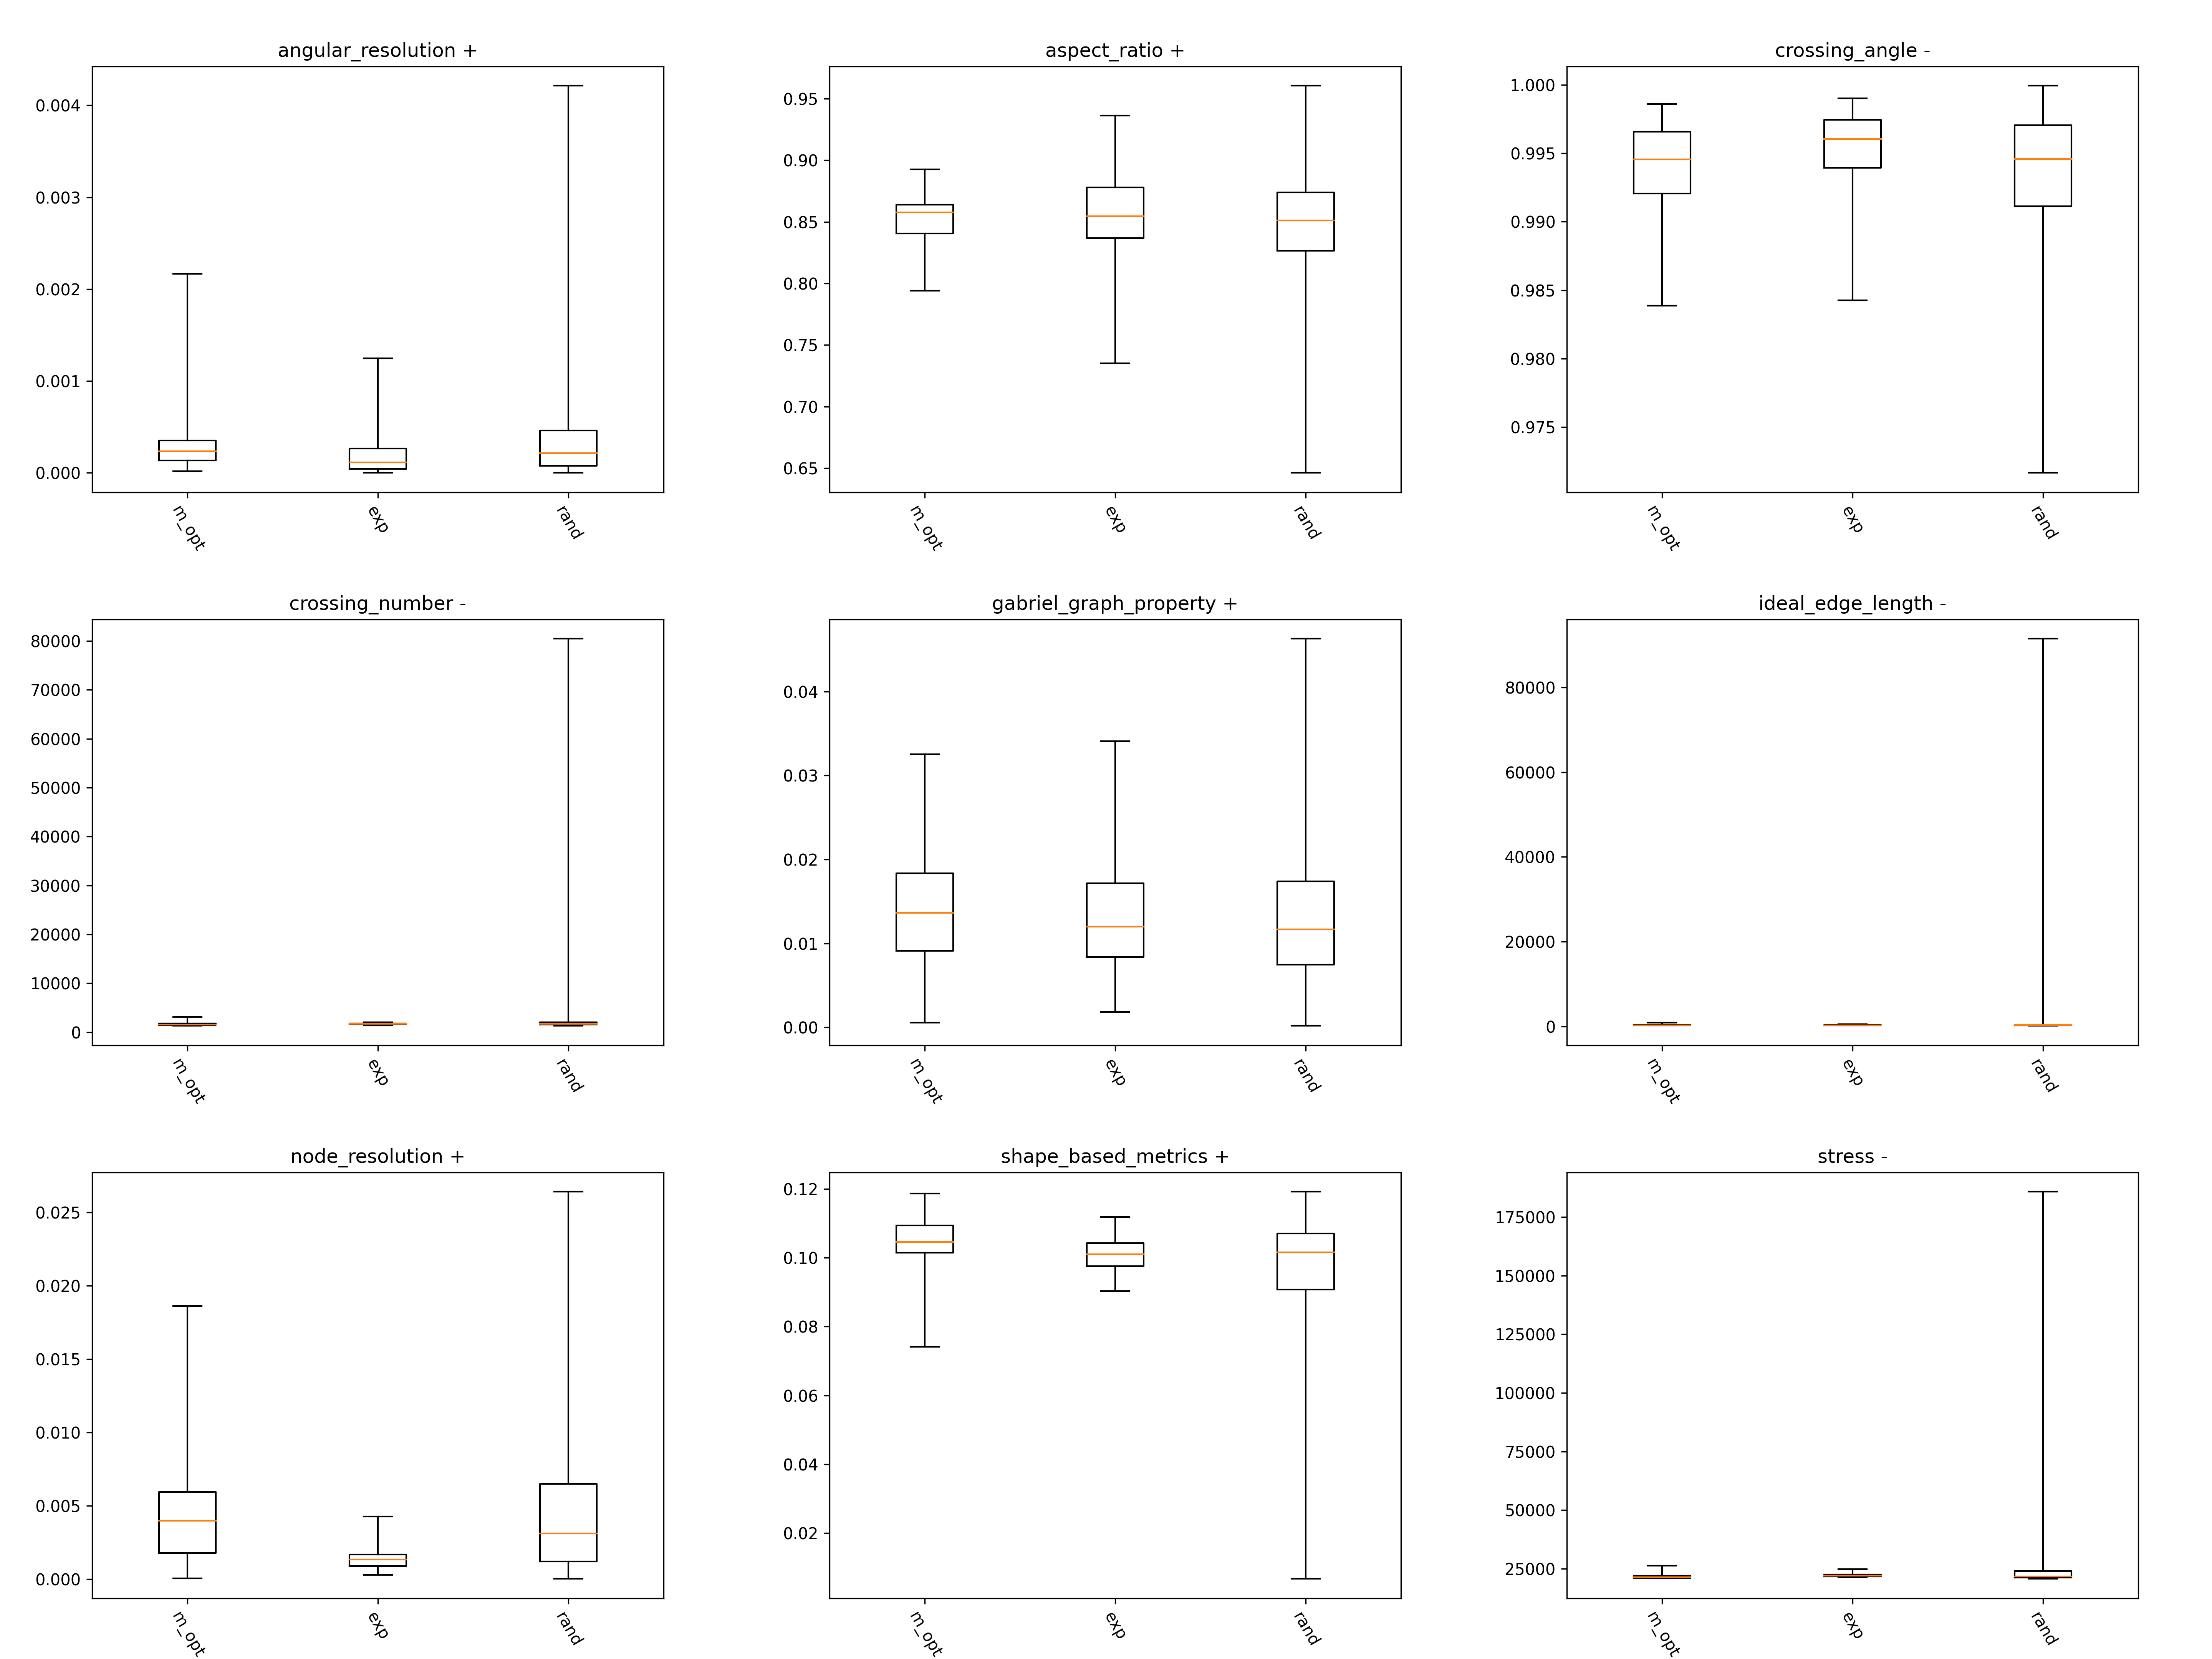 angular_resolution +
0.004
0.003
0.002
0.001
0.000
m_opt
exp
rand
aspect_ratio +
0.95
0.90
0.85
0.80
0.75
0.70
0.65
m_opt
exp
rand
crossing_angle -
1.000
0.995
0.990
0.985
0.980
0.975
m_opt
exp
rand
crossing_number -
80000
70000
60000
50000
40000
30000
20000
10000
0
m_opt
exp
rand
gabriel_graph_property +
0.04
0.03
0.02
0.01
0.00
m_opt
exp
rand
ideal_edge_length -
80000
60000
40000
20000
0
m_opt
exp
rand
node_resolution +
0.025
0.020
0.015
0.010
0.005
0.000
m_opt
exp
rand
shape_based_metrics +
0.12
0.10
0.08
0.06
0.04
0.02
m_opt
exp
rand
stress -
175000
150000
125000
100000
75000
50000
25000
m_opt
exp
rand